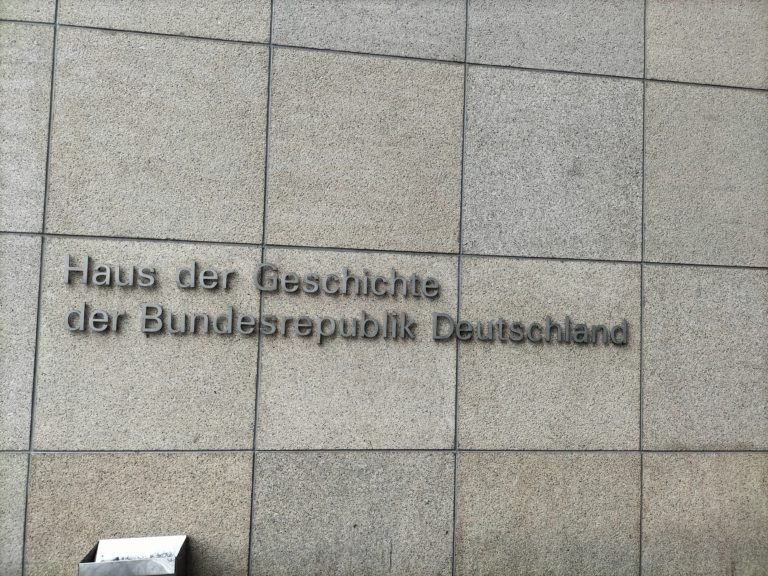 Haus der Geschichte
der Bundesrepublik Deutschland